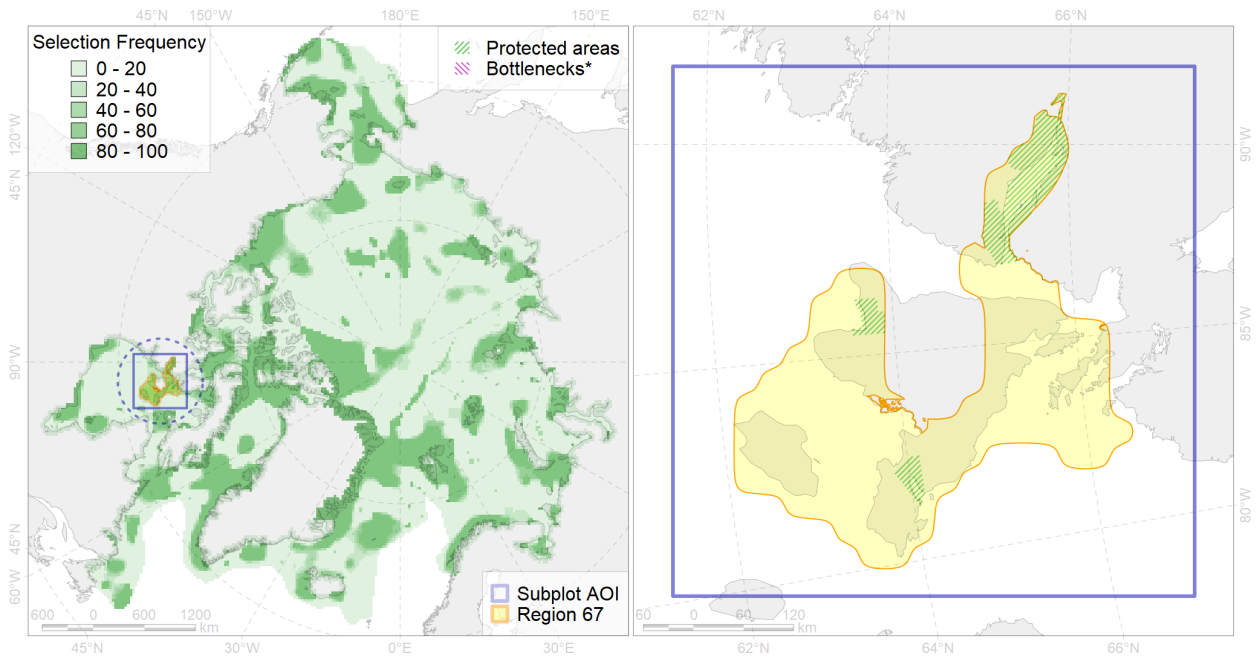 45°N 150°W 180°E 150°E
62°N 64°N 66°N
Selection Frequency
0 - 20
20 - 40
40 - 60
60 - 80
80 - 100
Protected areas
Bottlenecks*
120°W
45°N
90°W
45°N
60°W
90°W
85°W
80°W
Subplot AOI
Region 67
600 0 600 1200
km
60 0 60 120
km
45°W 30°W 0°E 30°E
62°N 64°N 66°N